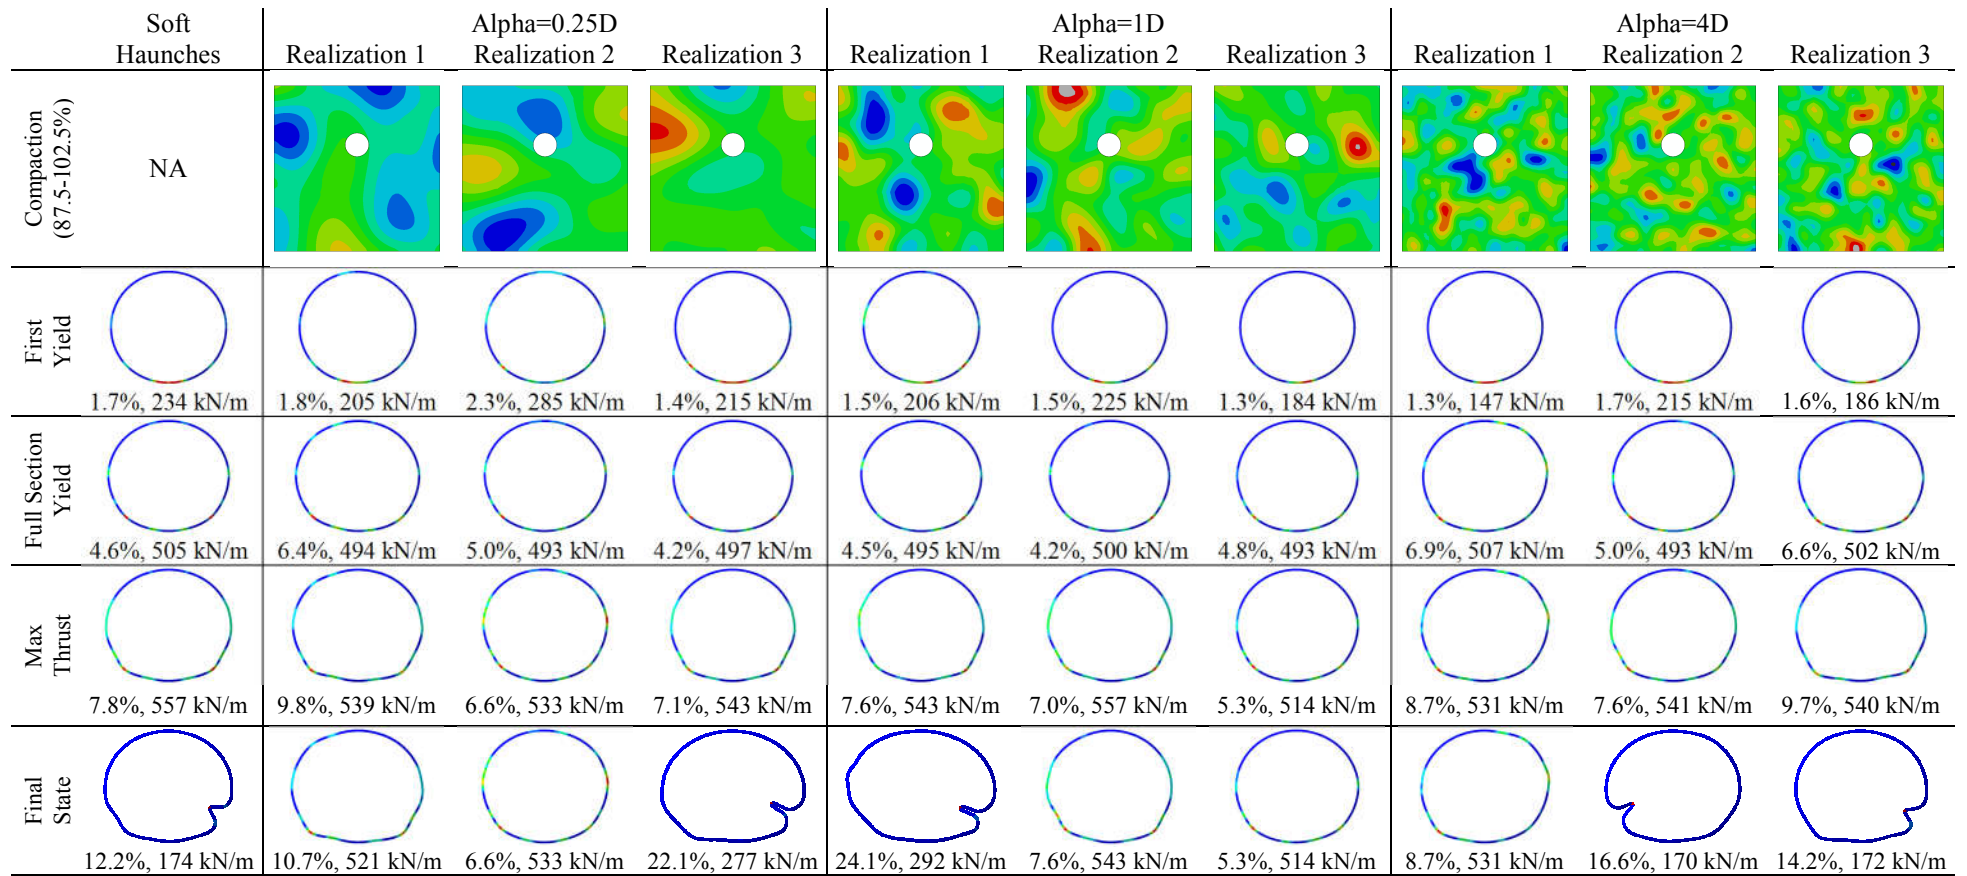 Soft
Haunches
Alpha=0.25D
Realization 1 Realization 2 Realization 3
Alpha=1D
Realization 1 Realization 2 Realization 3
Alpha=4D
Realization 1 Realization 2 Realization 3
Compaction
(87.5-102.5%)
NA
First
Yield
1.7%, 234 kN/m 1.8%, 205 kN/m 2.3%, 285 kN/m 1.4%, 215 kN/m 1.5%, 206 kN/m 1.5%, 225 kN/m 1.3%, 184 kN/m 1.3%, 147 kN/m 1.7%, 215 kN/m 1.6%, 186 kN/m
Full Section
Yield
4.6%, 505 kN/m 6.4%, 494 kN/m 5.0%, 493 kN/m 4.2%, 497 kN/m 4.5%, 495 kN/m 4.2%, 500 kN/m 4.8%, 493 kN/m 6.9%, 507 kN/m 5.0%, 493 kN/m 6.6%, 502 kN/m
Max
Thrust
7.8%, 557 kN/m 9.8%, 539 kN/m 6.6%, 533 kN/m 7.1%, 543 kN/m 7.6%, 543 kN/m 7.0%, 557 kN/m 5.3%, 514 kN/m 8.7%, 531 kN/m 7.6%, 541 kN/m 9.7%, 540 kN/m
Final
State
12.2%, 174 kN/m 10.7%, 521 kN/m 6.6%, 533 kN/m 22.1%, 277 kN/m 24.1%, 292 kN/m 7.6%, 543 kN/m 5.3%, 514 kN/m 8.7%, 531 kN/m 16.6%, 170 kN/m 14.2%, 172 kN/m